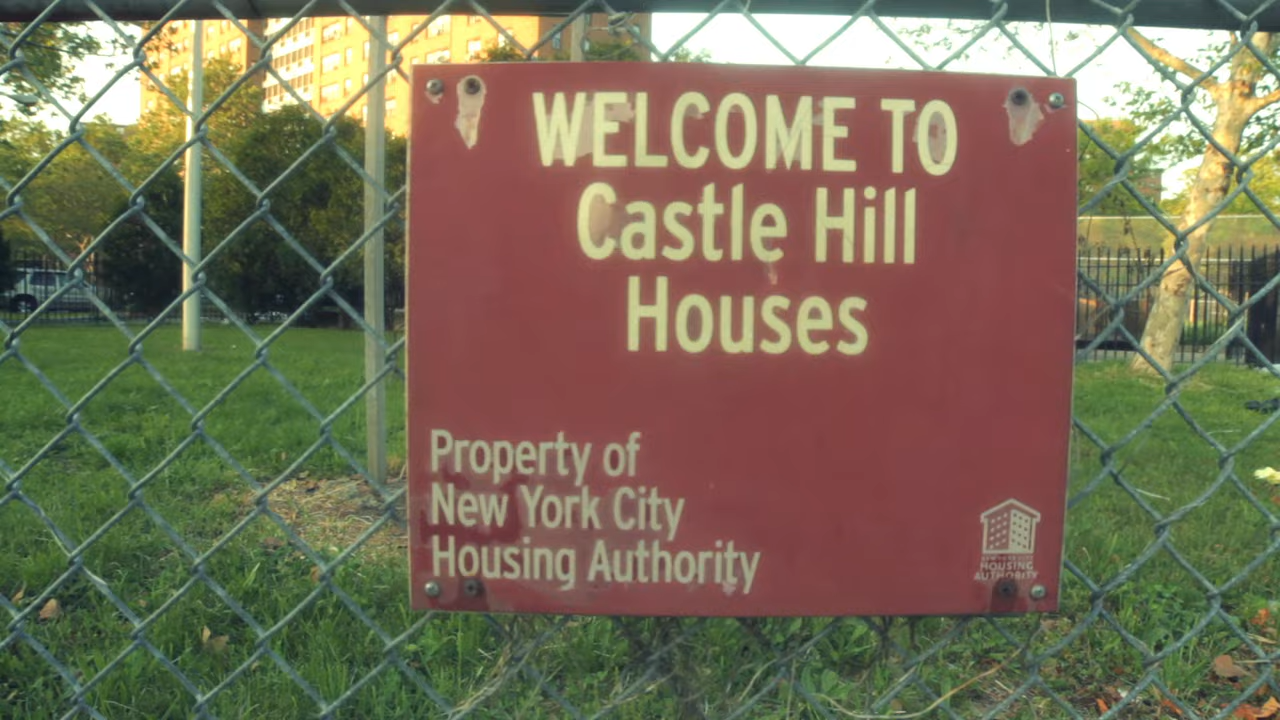 WELCOME TO
Castle Hill
Houses
Property of
New York City
Housing Authority
HOUSING
AUTHORITY